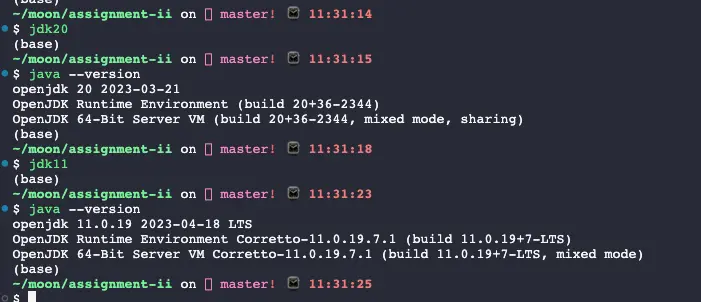 (base)
~/moon/assignment-ii on master! 11:31:14
$ jdk20
(base)
~/moon/assignment-ii on master! 11:31:15
$ java --version
openjdk 20 2023-03-21
OpenJDK Runtime Environment (build 20+36-2344)
OpenJDK 64-Bit Server VM (build 20+36-2344, mixed mode, sharing)
(base)
~/moon/assignment-ii on master! 11:31:18
$ jdk11
(base)
~/moon/assignment-ii on master! 11:31:23
$ java --version
openjdk 11.0.19 2023-04-18 LTS
OpenJDK Runtime Environment Corretto-11.0.19.7.1 (build 11.0.19+7-LTS)
OpenJDK 64-Bit Server VM Corretto-11.0.19.7.1 (build 11.0.19+7-LTS, mixed mode)
(base)
~/moon/assignment-ii on master! 11:31:25
$